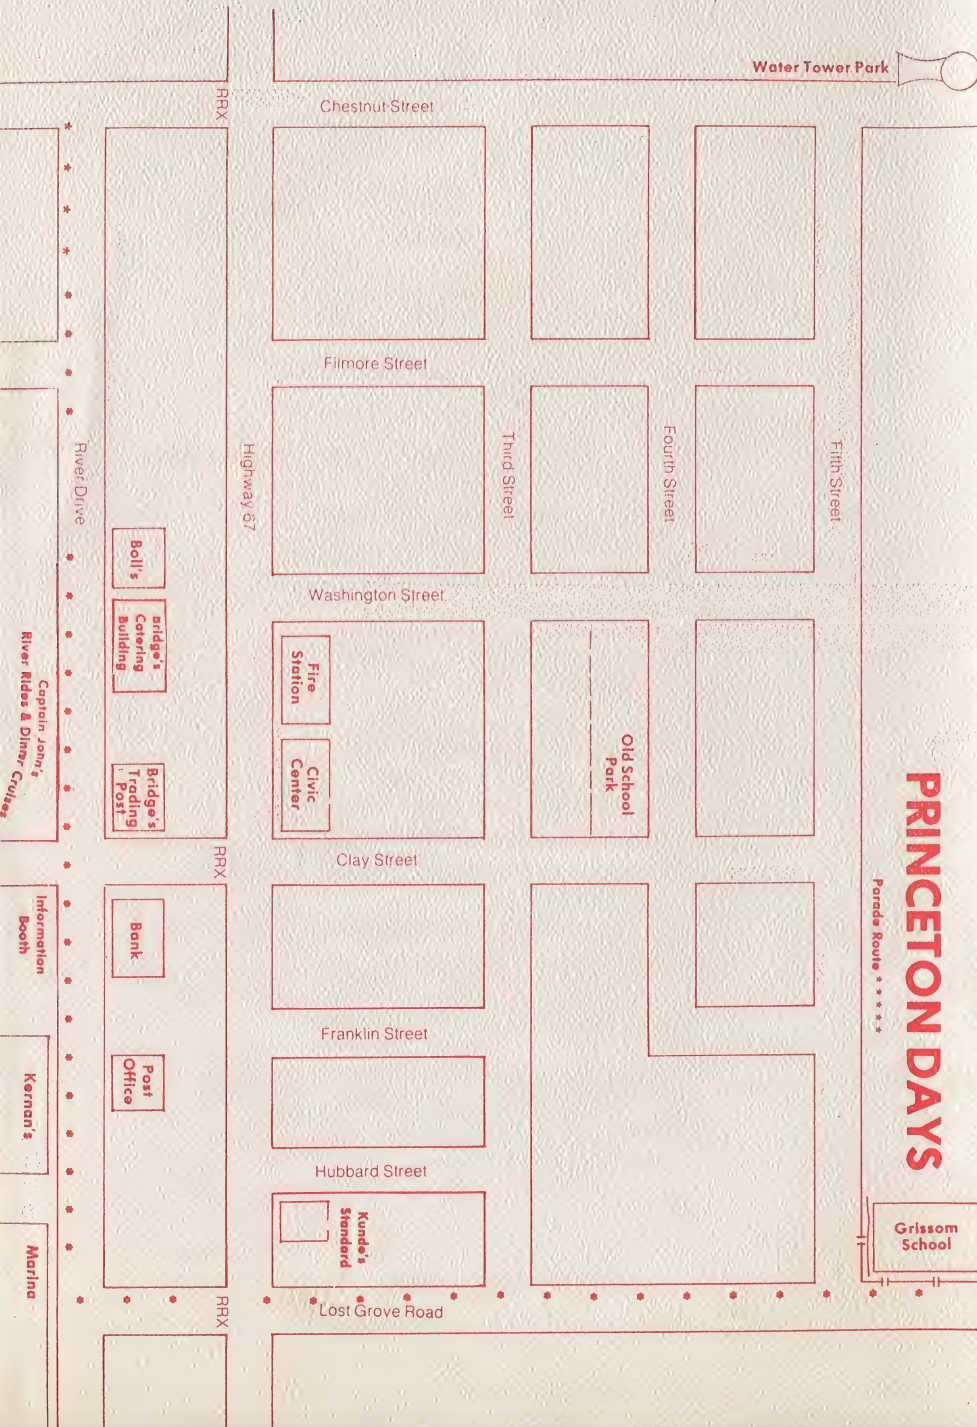 Water Tower Park
RRX
Chestnut Street
Filmore Street
River Drive
Highway 67
Third Street
Fourth Street
Fifth Street
Boll's
Washington Street
Bridge's
Catering
Building
Fire
Station
Captain John's
River Rides & Dinner Cruises
Bridge's
Trading
Post
Civic
Center
Old School
Park
PRINCETON DAYS
Parade Route * * * * *
RRX
Clay Street
Information
Booth
Bank
Franklin Street
Kernan's
Post
Office
Hubbard Street
Kunde's
Standard
Grissom
School
Marina
RRX
Lost Grove Road